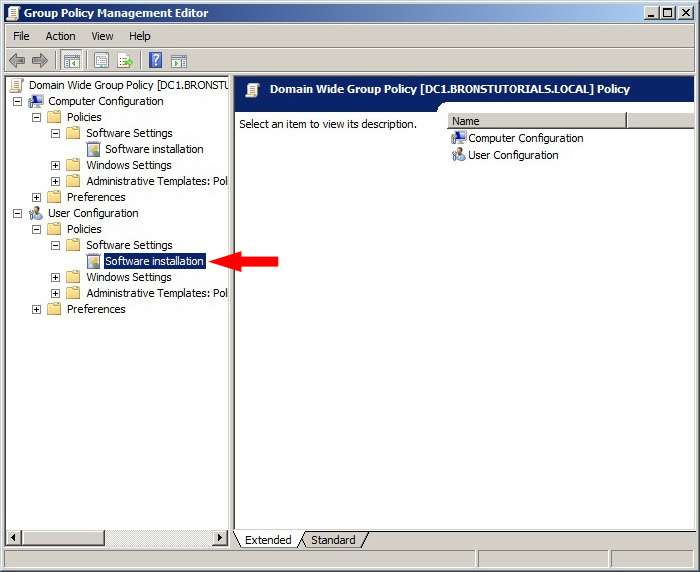 Group Policy Management Editor
File Action View Help
Domain Wide Group Policy [DC1.BRONSTU
Computer Configuration
Policies
Software Settings
Software installation
Windows Settings
Administrative Templates: Pol
Preferences
User Configuration
Policies
Software Settings
Software installation
Windows Settings
Administrative Templates: Pol
Preferences
Domain Wide Group Policy [DC1.BRONSTUTORIALS.LOCAL] Policy
Select an item to view its description.
Name
Computer Configuration
User Configuration
Extended Standard